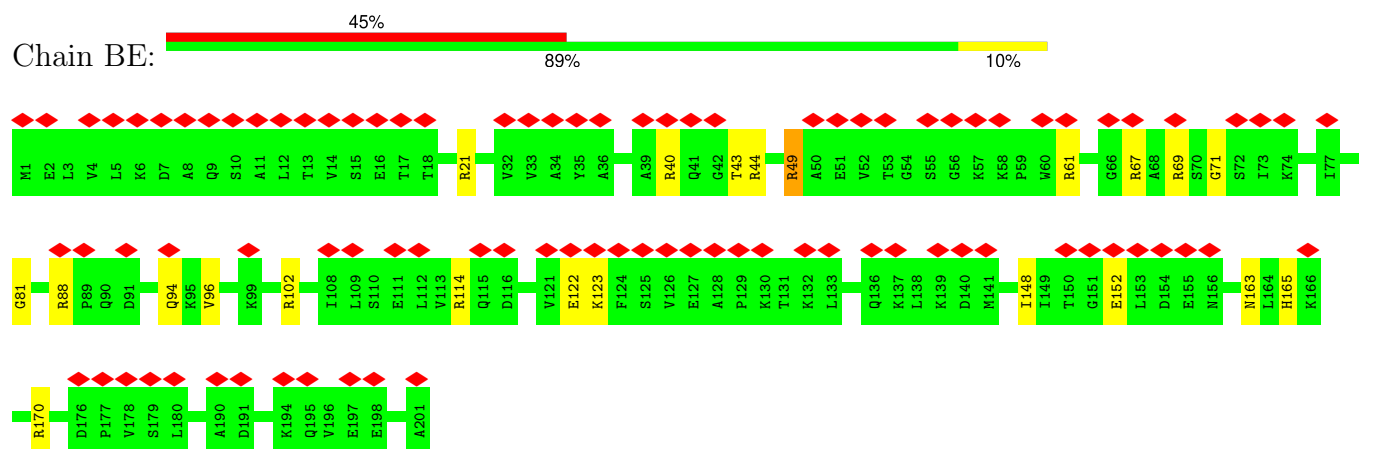 45%
Chain BE:
89% 10%
M1 E2 L3 V4 L5 K6 D7 A8 Q9 S10 A11 L12 T13 V14 S15 E16 T17 T18 R21 V32 V33 A34 Y35 A36 A39 R40 Q41 G42 T43 R44 R49 A50 E51 V52 T53 G54 S55 G56 K57 K58 P59 W60 R61 G66 R67 A68 R69 S70 G71 S72 I73 K74 I77
G81 R88 P89 Q90 D91 Q94 K95 V96 K99 R102 I108 L109 S110 E111 L112 V113 R114 Q115 D116 V121 E122 K123 F124 S125 V126 E127 A128 P129 K130 T131 K132 L133 Q136 K137 L138 K139 D140 M141 I148 I149 T150 G151 E152 L153 D154 E155 N156 N163 L164 H165 K166
R170 D176 P177 V178 S179 L180 A190 D191 K194 Q195 V196 E197 E198 A201